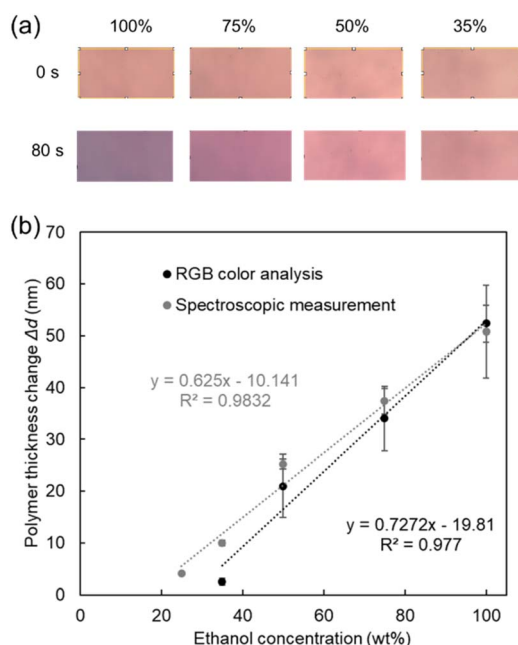 (a)
100% 75% 50% 35%
0 s
80 s
(b)
70
60
50
40
30
20
10
0
Polymer thickness change Δd (nm)
RGB color analysis
Spectroscopic measurement
y = 0.625x - 10.141
R² = 0.9832
y = 0.7272x - 19.81
R² = 0.977
0 20 40 60 80 100
Ethanol concentration (wt%)